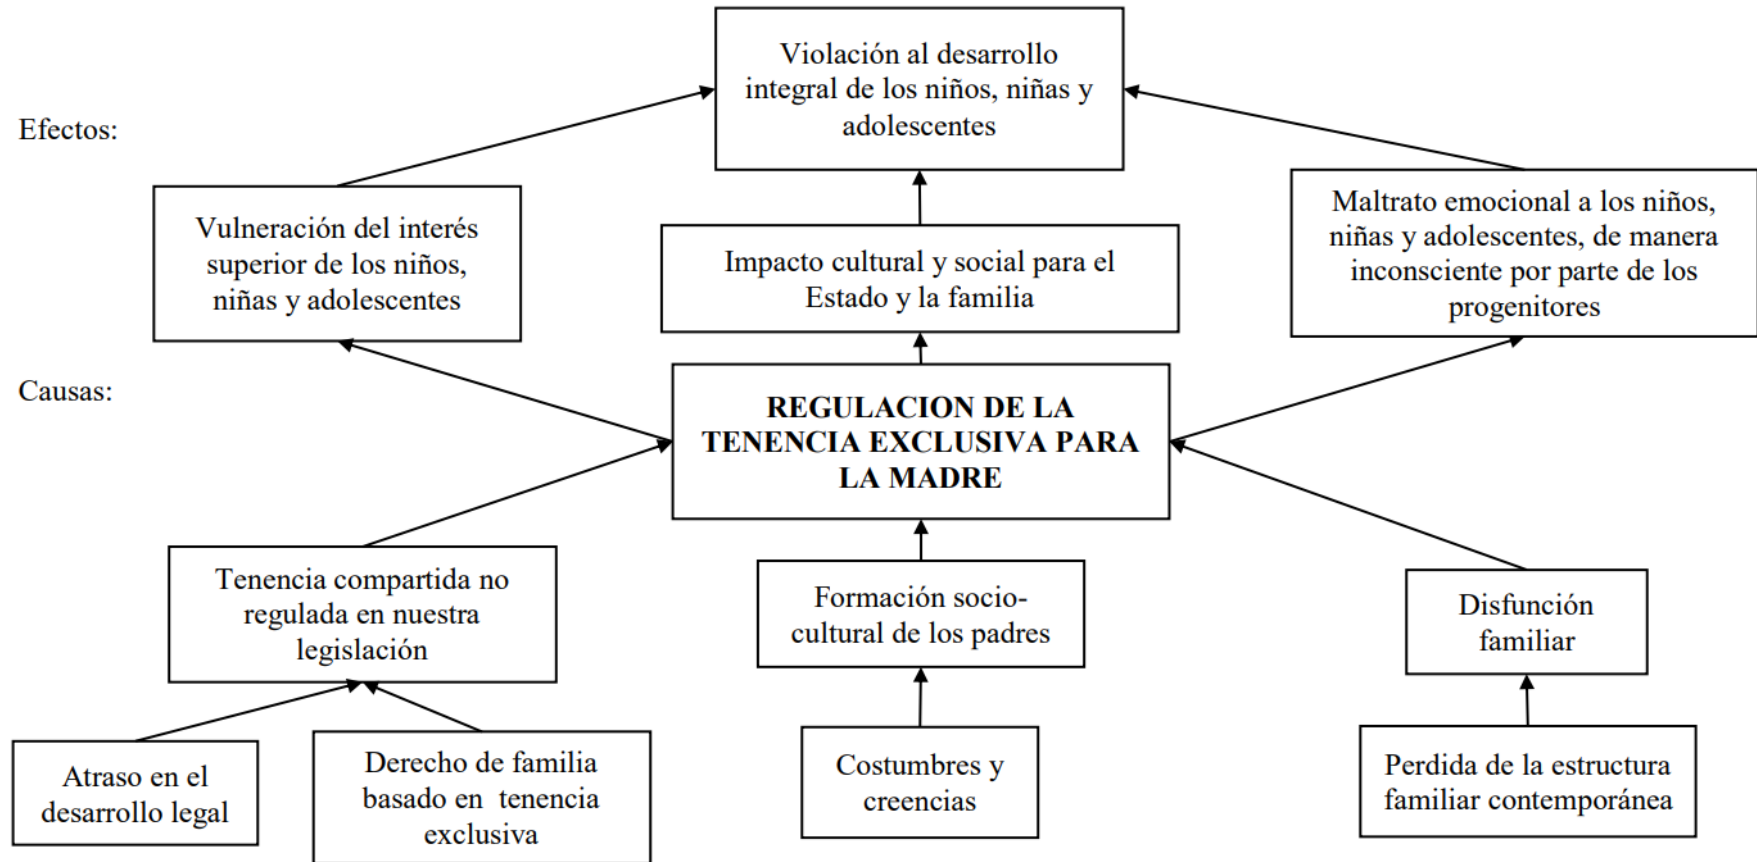 Violación al desarrollo
integral de los niños, niñas y
adolescentes
Efectos:
Vulneración del interés
superior de los niños,
niñas y adolescentes
Impacto cultural y social para el
Estado y la familia
Maltrato emocional a los niños,
niñas y adolescentes, de manera
inconsciente por parte de los
progenitores
Causas:
REGULACION DE LA
TENENCIA EXCLUSIVA PARA
LA MADRE
Tenencia compartida no
regulada en nuestra
legislación
Formación socio-
cultural de los padres
Disfunción
familiar
Atraso en el
desarrollo legal
Derecho de familia
basado en tenencia
exclusiva
Costumbres y
creencias
Perdida de la estructura
familiar contemporánea